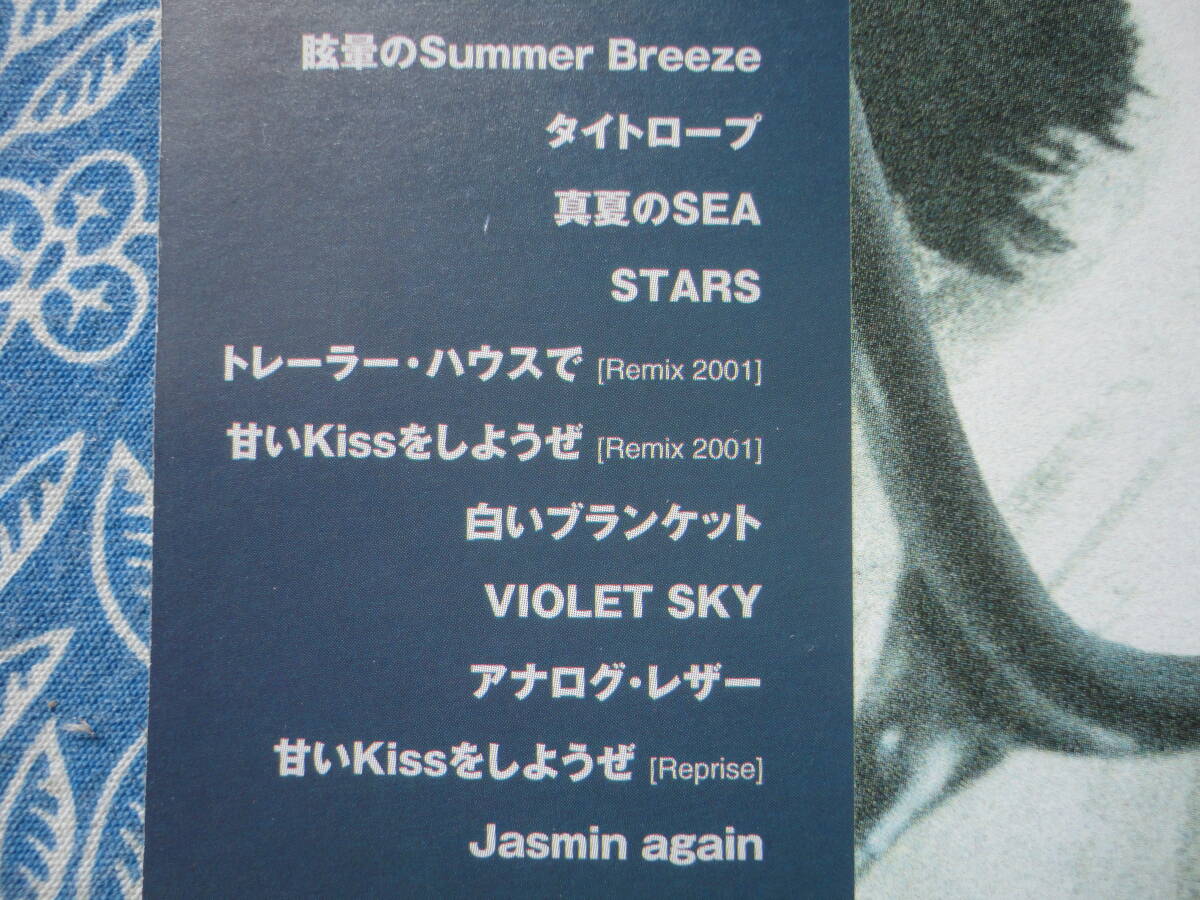 眩暈のSummer Breeze
タイトロープ
真夏のSEA
STARS
トレーラー・ハウスで [Remix 2001]
甘いKissをしようぜ [Remix 2001]
白いブランケット
VIOLET SKY
アナログ・レザー
甘いKissをしようぜ [Reprise]
Jasmin again